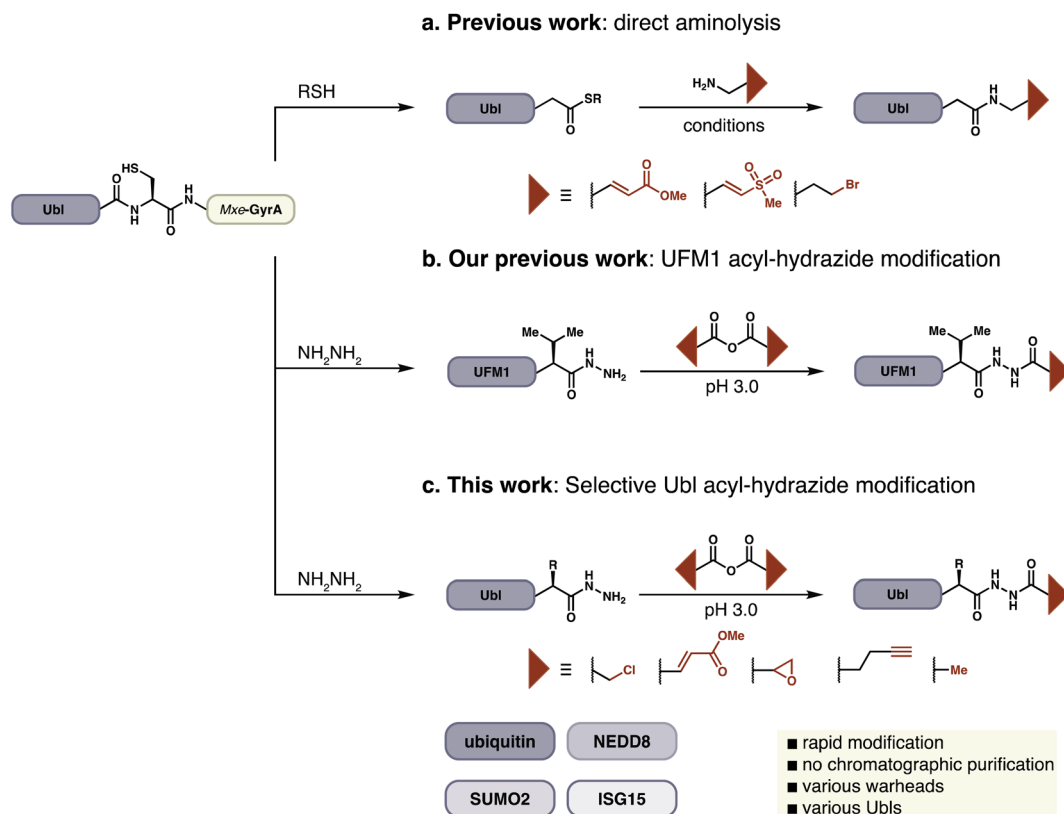 a. Previous work: direct aminolysis
RSH
Ubl
SR
O
H₂N
conditions
Ubl
H
N
O
HS
O
N
H
H
N
O
Ubl
Mxe-GyrA
≡
O
OMe
O
O
S
Me
Br
b. Our previous work: UFM1 acyl-hydrazide modification
NH₂NH₂
Me
Me
UFM1
H
N
NH₂
O
O
O
O
pH 3.0
Me
Me
UFM1
H
N
N
H
O
O
c. This work: Selective Ubl acyl-hydrazide modification
NH₂NH₂
R
Ubl
H
N
NH₂
O
O
O
O
pH 3.0
R
Ubl
H
N
N
H
O
O
≡
Cl
OMe
O
O
Me
ubiquitin
NEDD8
SUMO2
ISG15
■ rapid modification
■ no chromatographic purification
■ various warheads
■ various Ubls